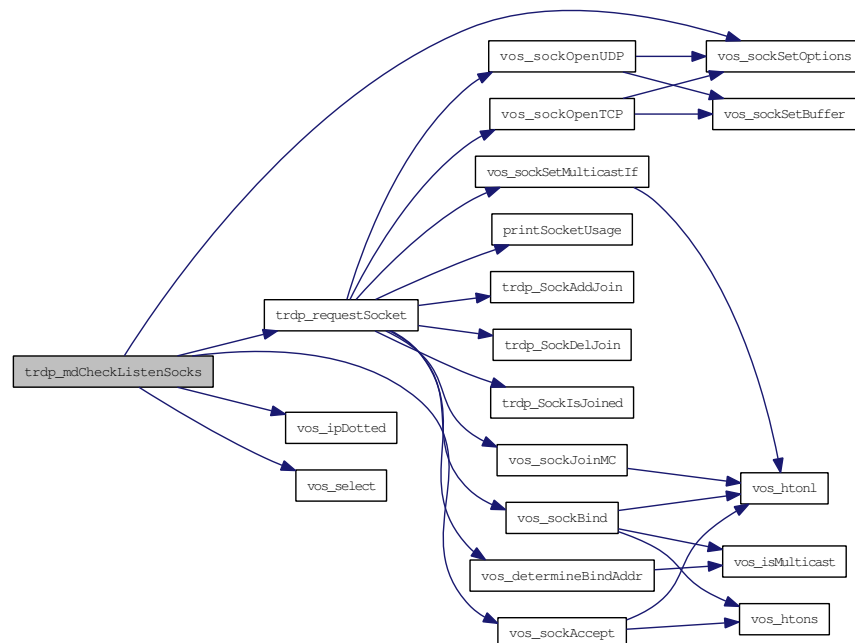 vos_sockOpenUDP
vos_sockSetOptions
vos_sockOpenTCP
vos_sockSetBuffer
vos_sockSetMulticastIf
printSocketUsage
trdp_SockAddJoin
trdp_requestSocket
trdp_SockDelJoin
trdp_mdCheckListenSocks
trdp_SockIsJoined
vos_ipDotted
vos_sockJoinMC
vos_select
vos_htonl
vos_sockBind
vos_isMulticast
vos_determineBindAddr
vos_htons
vos_sockAccept